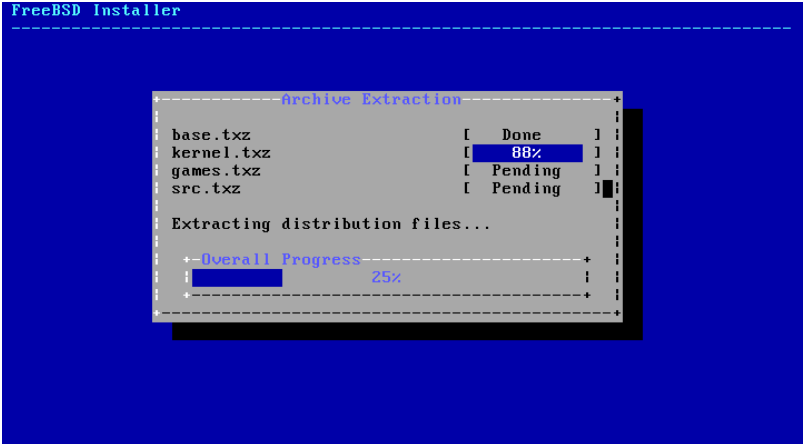 FreeBSD Installer
Archive Extraction
base.txz [ Done ]
kernel.txz [ 88% ]
games.txz [ Pending ]
src.txz [ Pending ]
Extracting distribution files...
Overall Progress
25%